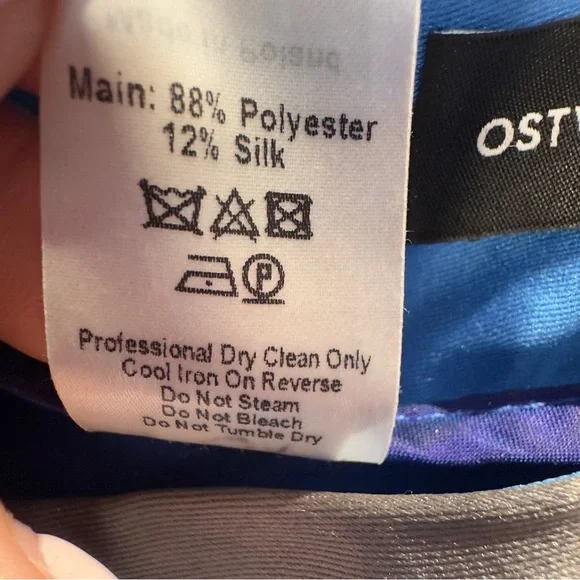 Main: 88% Polyester
12% Silk
P
Professional Dry Clean Only
Cool Iron On Reverse
Do Not Steam
Do Not Bleach
Do Not Tumble Dry